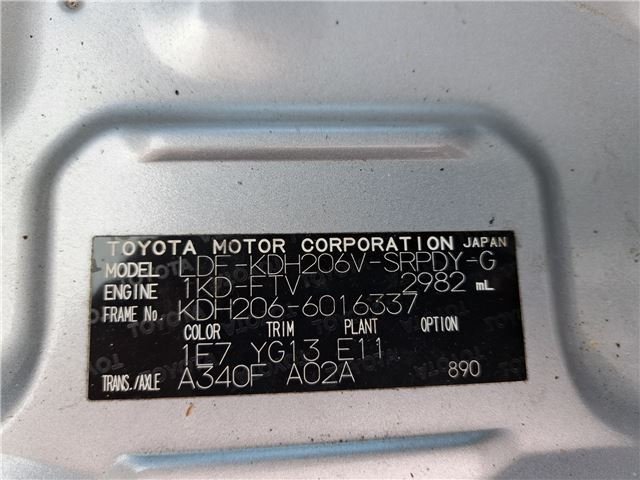 TOYOTA MOTOR CORPORATION JAPAN
MODEL LDF-KDH206V-SRPDY-G
ENGINE 1KD-FTV 2982 mL
FRAME No. KDH206-6016337
COLOR TRIM PLANT OPTION
1E7 YG13 E11
TRANS./AXLE A340F A02A 890